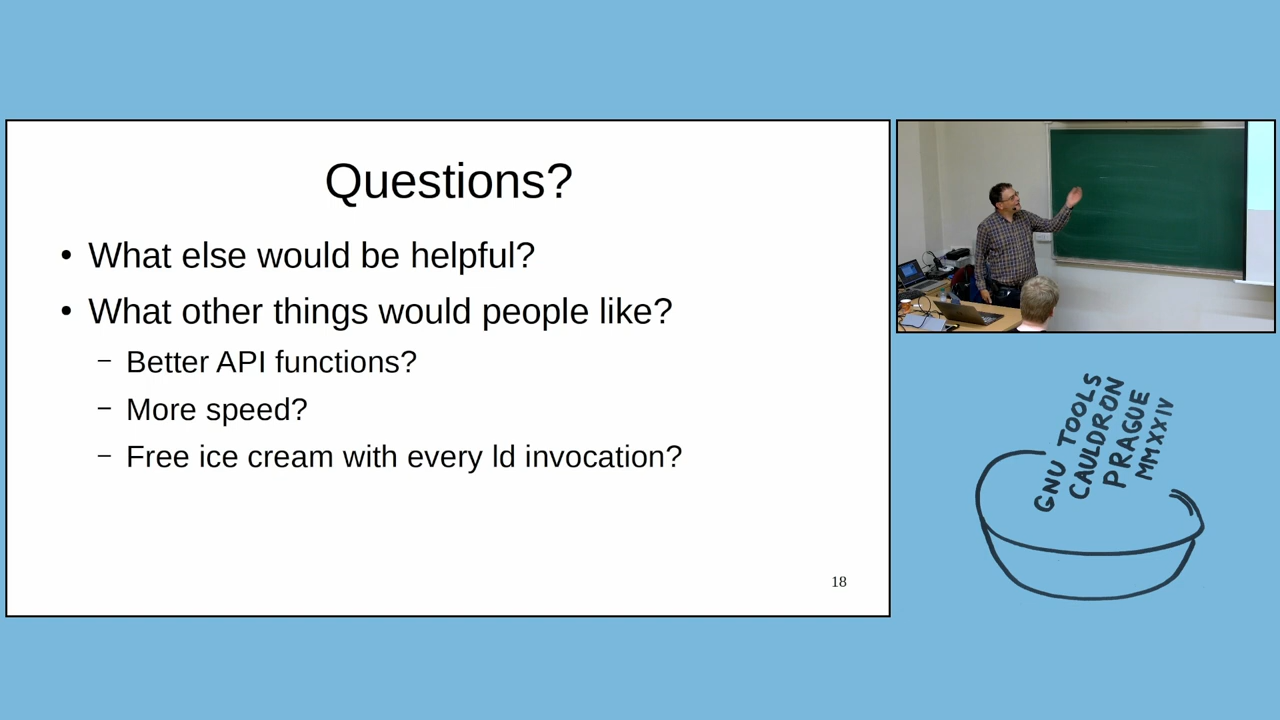 Questions?
• What else would be helpful?
• What other things would people like?
– Better API functions?
– More speed?
– Free ice cream with every ld invocation?
18
GNU TOOLS
CAULDRON
PRAGUE
MMXXIV